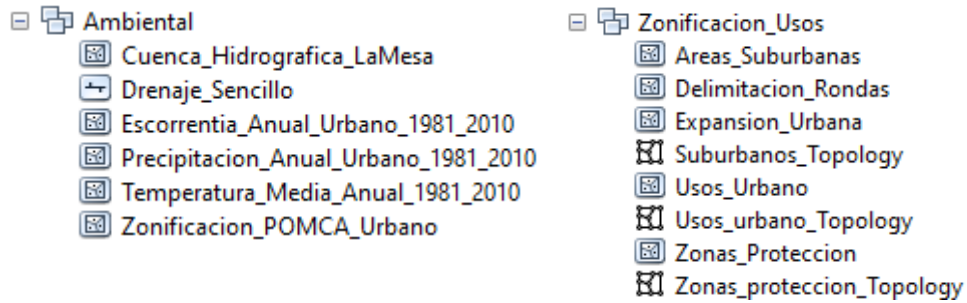 Ambiental
Cuenca_Hidrografica_LaMesa
Drenaje_Sencillo
Escorrentia_Anual_Urbano_1981_2010
Precipitacion_Anual_Urbano_1981_2010
Temperatura_Media_Anual_1981_2010
Zonificacion_POMCA_Urbano
Zonificacion_Usos
Areas_Suburbanas
Delimitacion_Rondas
Expansion_Urbana
Suburbanos_Topology
Usos_Urbano
Usos_urbano_Topology
Zonas_Proteccion
Zonas_proteccion_Topology